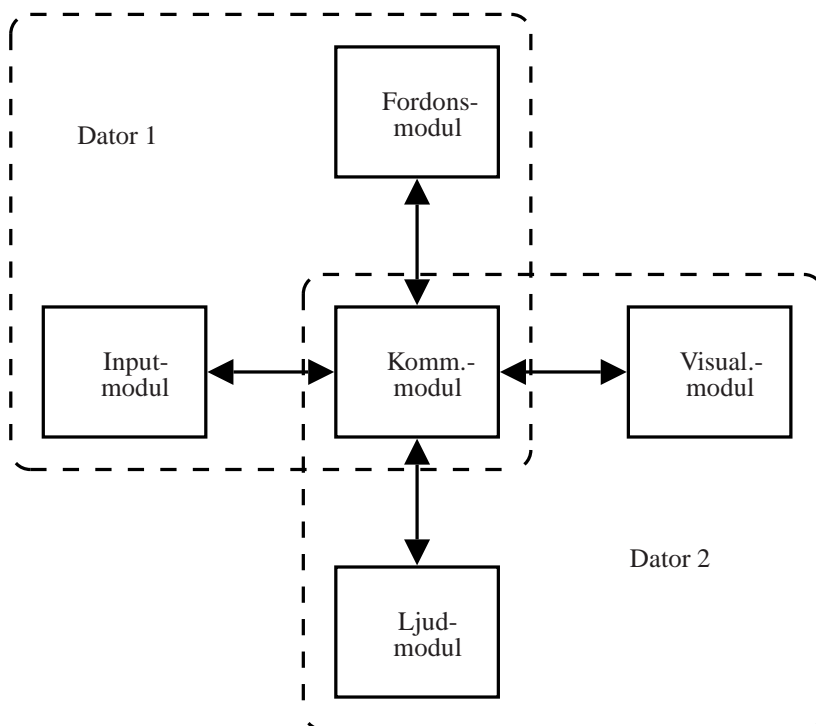 Fordons-
modul
Dator 1
Input-
modul
Komm.-
modul
Visual.-
modul
Dator 2
Ljud-
modul